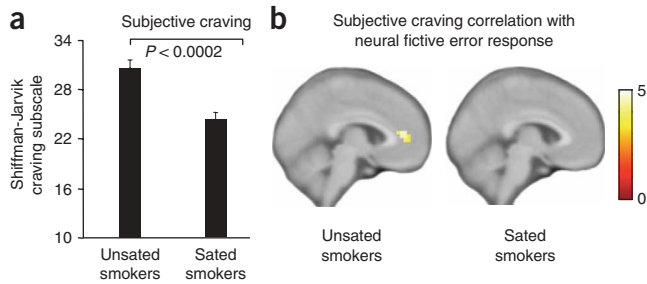 a
Subjective craving
P < 0.0002
34
28
22
16
10
Shiffman-Jarvik
craving subscale
Unsated
smokers
Sated
smokers
b
Subjective craving correlation with
neural fictive error response
5
0
Unsated
smokers
Sated
smokers